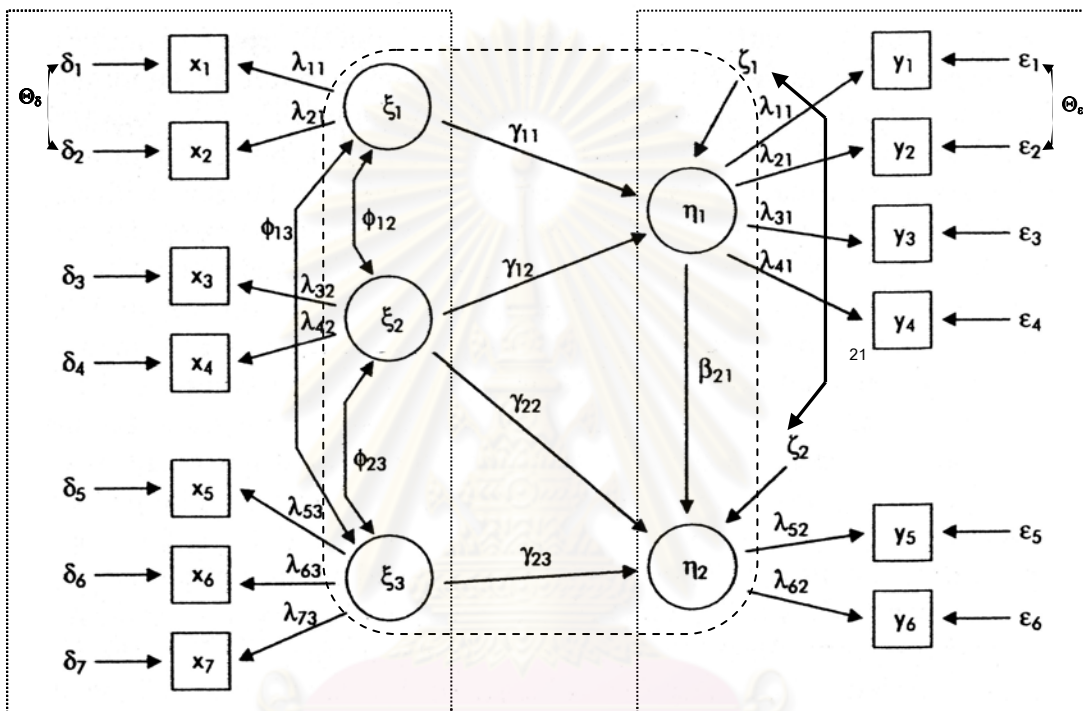 δ1 x1 λ11 ξ1 ζ1 λ11 y1 ε1
Θδ Θε
δ2 x2 λ21 γ11 λ21 y2 ε2
η1
ϕ13 ϕ12 λ31 y3 ε3
δ3 x3 λ32 γ12 λ41
ξ2
δ4 x4 λ42 y4 ε4
21
β21
γ22
ϕ23 ζ2
δ5 x5 λ53 λ52 y5 ε5
δ6 x6 λ63 ξ3 γ23 η2
λ73 λ62 y6 ε6
δ7 x7